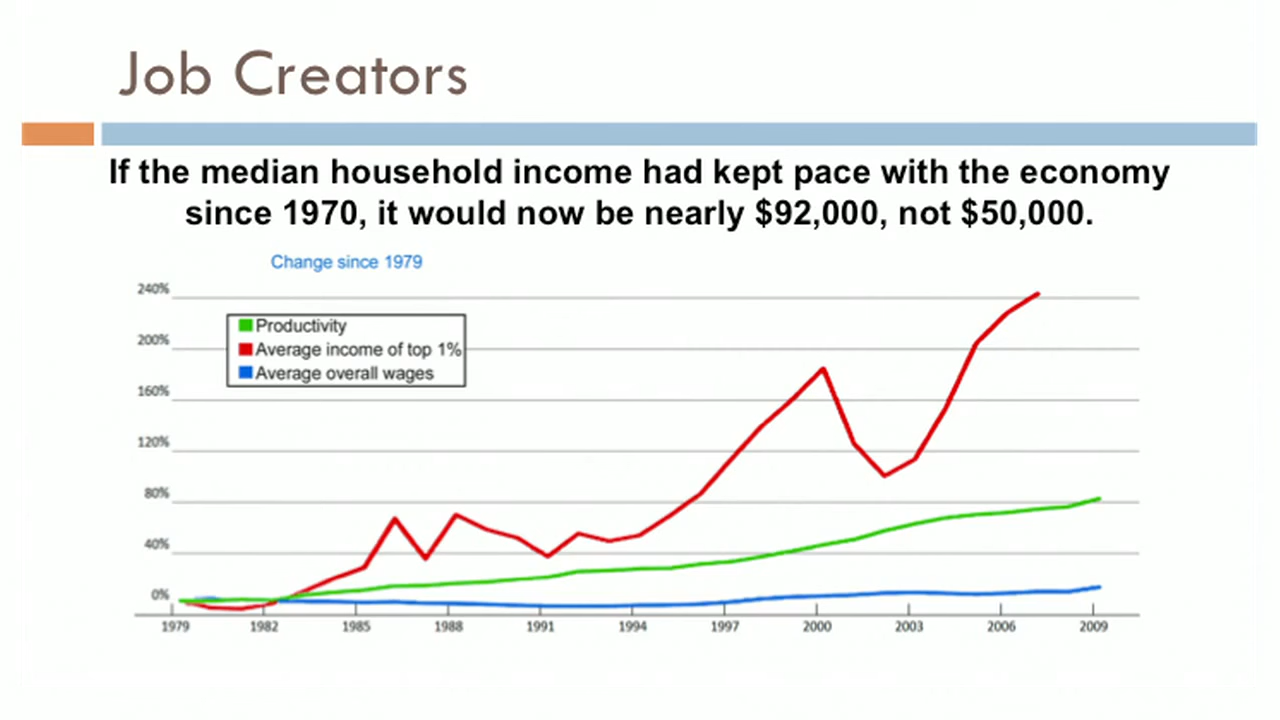 Job Creators
If the median household income had kept pace with the economy
since 1970, it would now be nearly $92,000, not $50,000.
Change since 1979
240%
Productivity
200%
Average income of top 1%
Average overall wages
160%
120%
80%
40%
0%
1979 1982 1985 1988 1991 1994 1997 2000 2003 2006 2009